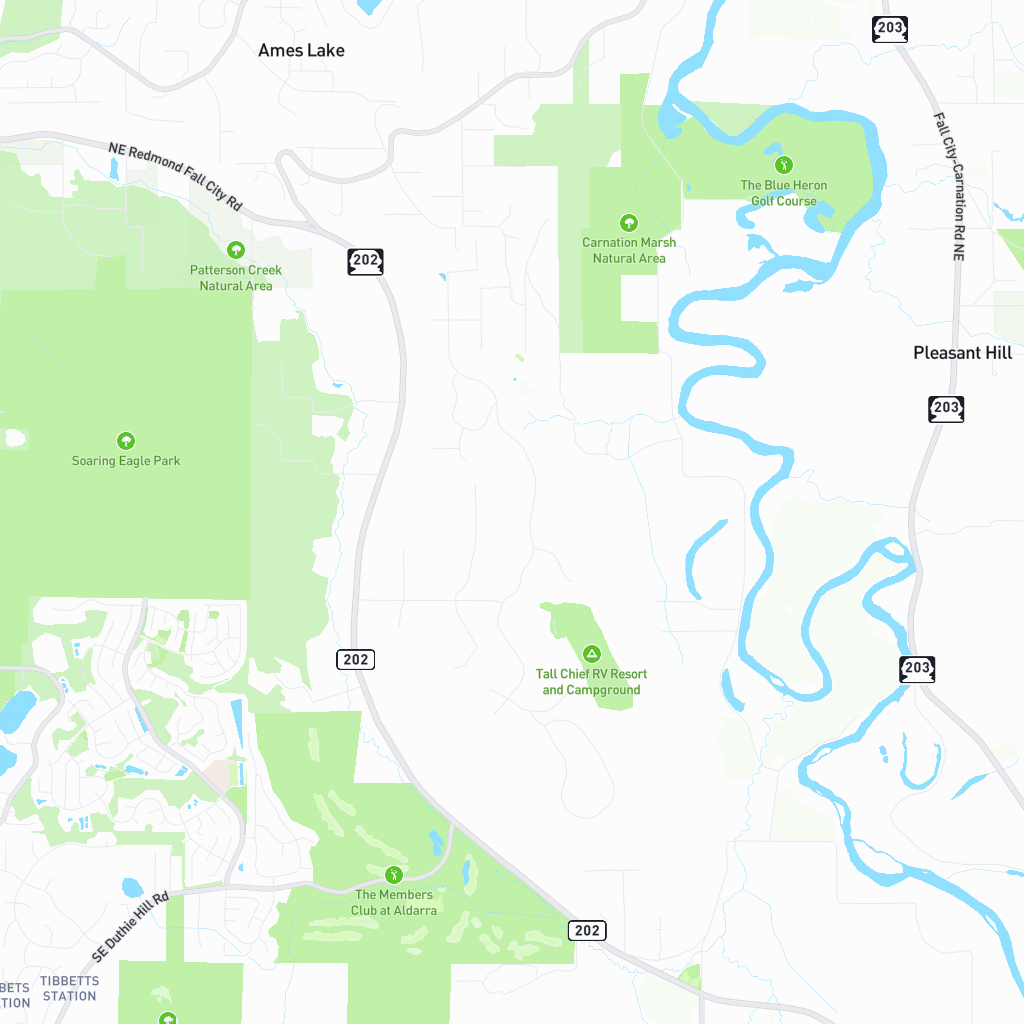 203
Ames Lake
Fall City-Carnation Rd NE
NE Redmond Fall City Rd
The Blue Heron
Golf Course
Carnation Marsh
Natural Area
202
Patterson Creek
Natural Area
Pleasant Hill
203
Soaring Eagle Park
202
203
Tall Chief RV Resort
and Campground
The Members
Club at Aldarra
SE Duthie Hill Rd
202
TIBBETTS
STATION
BETS
TION